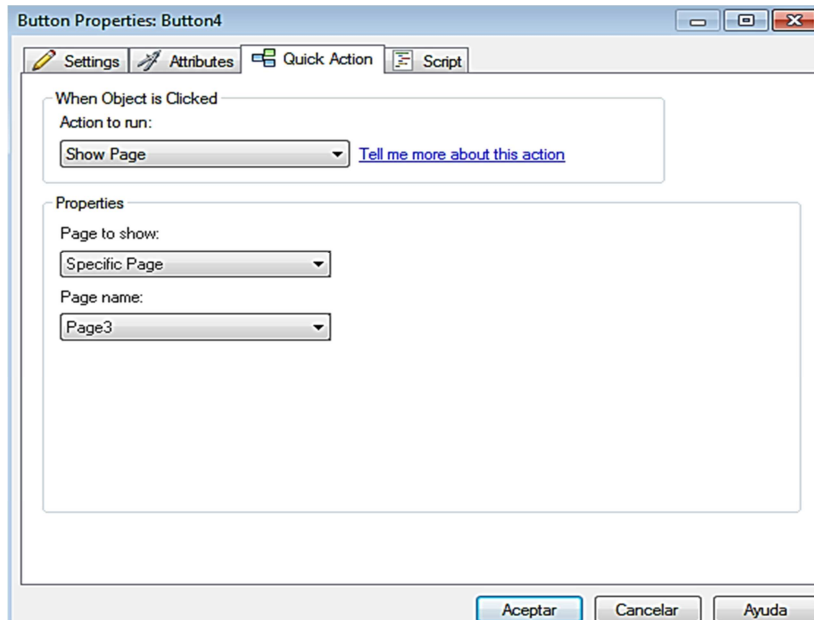 Button Properties: Button4
Settings Attributes Quick Action Script
When Object is Clicked
Action to run:
Show Page Tell me more about this action
Properties
Page to show:
Specific Page
Page name:
Page3
Aceptar Cancelar Ayuda